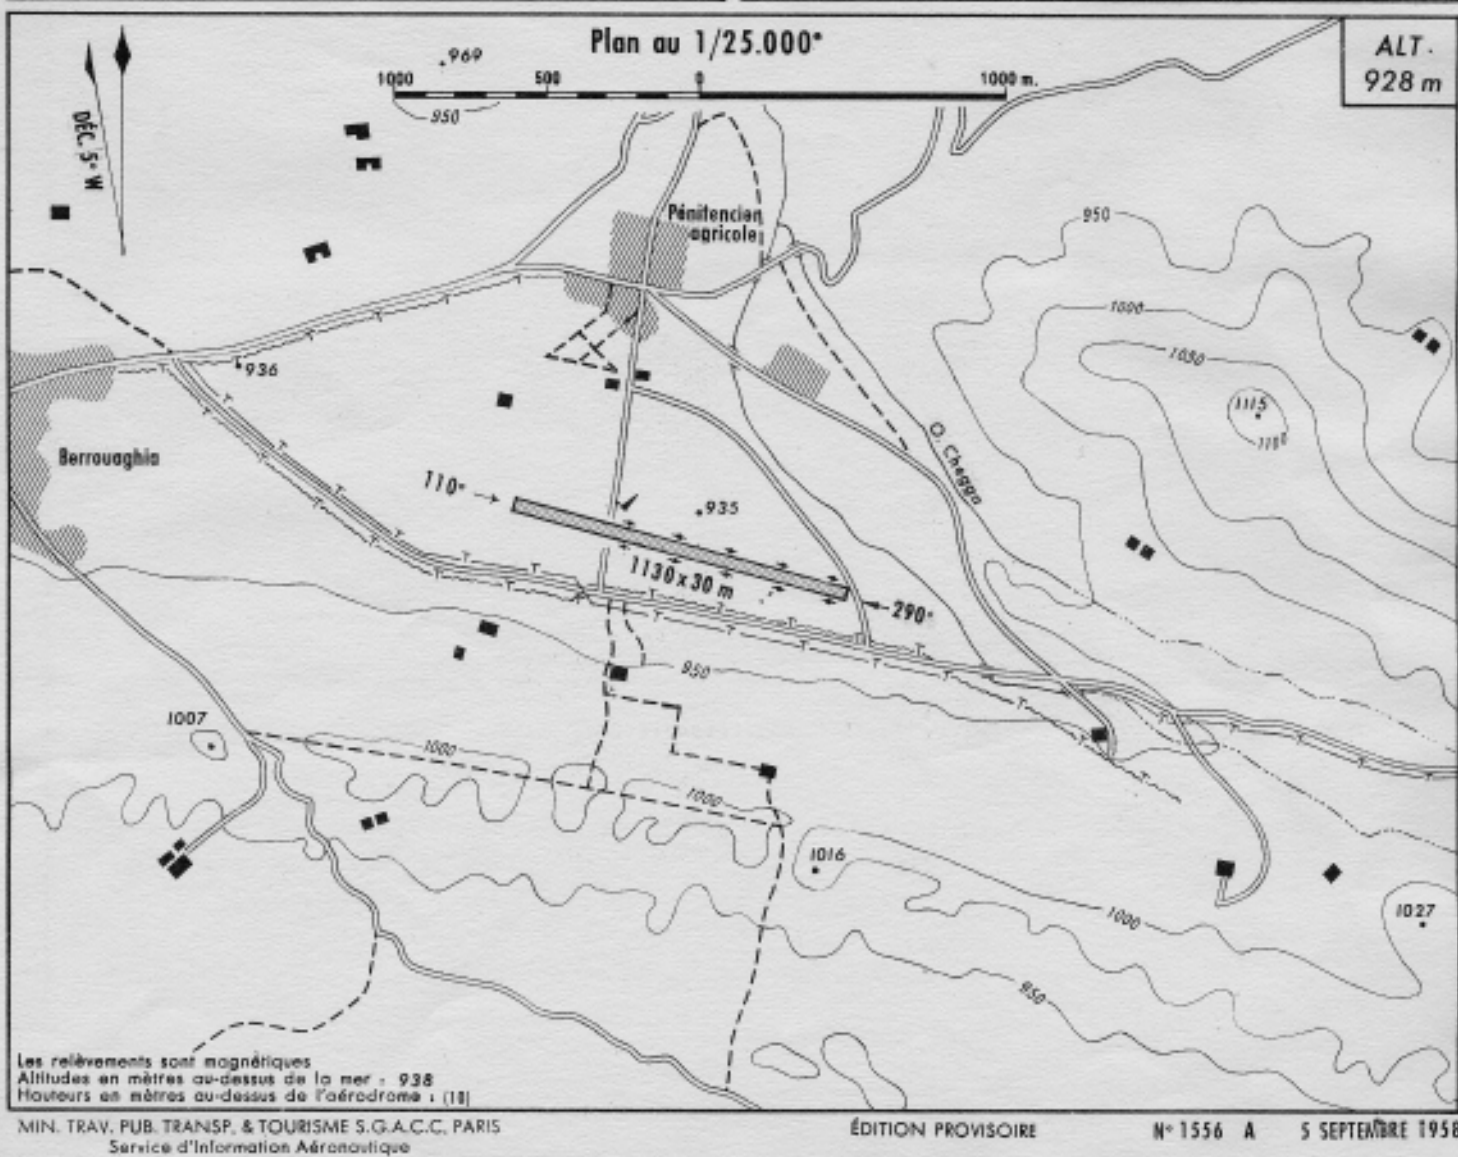 Plan au 1/25.000°
ALT.
928 m
969
1000 500 0 1000 m.
950
DÉC. 5° W
Pénitencier
agricole
950
1000
1050
936
1115
1100
Berrouaghia
O. Chegga
110°
935
1130 x 30 m
290°
950
1007
1000
1000
1016
1000
1027
950
Les relèvements sont magnétiques
Altitudes en mètres au-dessus de la mer : 938
Hauteurs en mètres au-dessus de l'aérodrome : (10)
MIN. TRAV. PUB. TRANSP. & TOURISME S.G.A.C.C. PARIS
Service d'Information Aéronautique
ÉDITION PROVISOIRE
N° 1556 A
5 SEPTEMBRE 1958